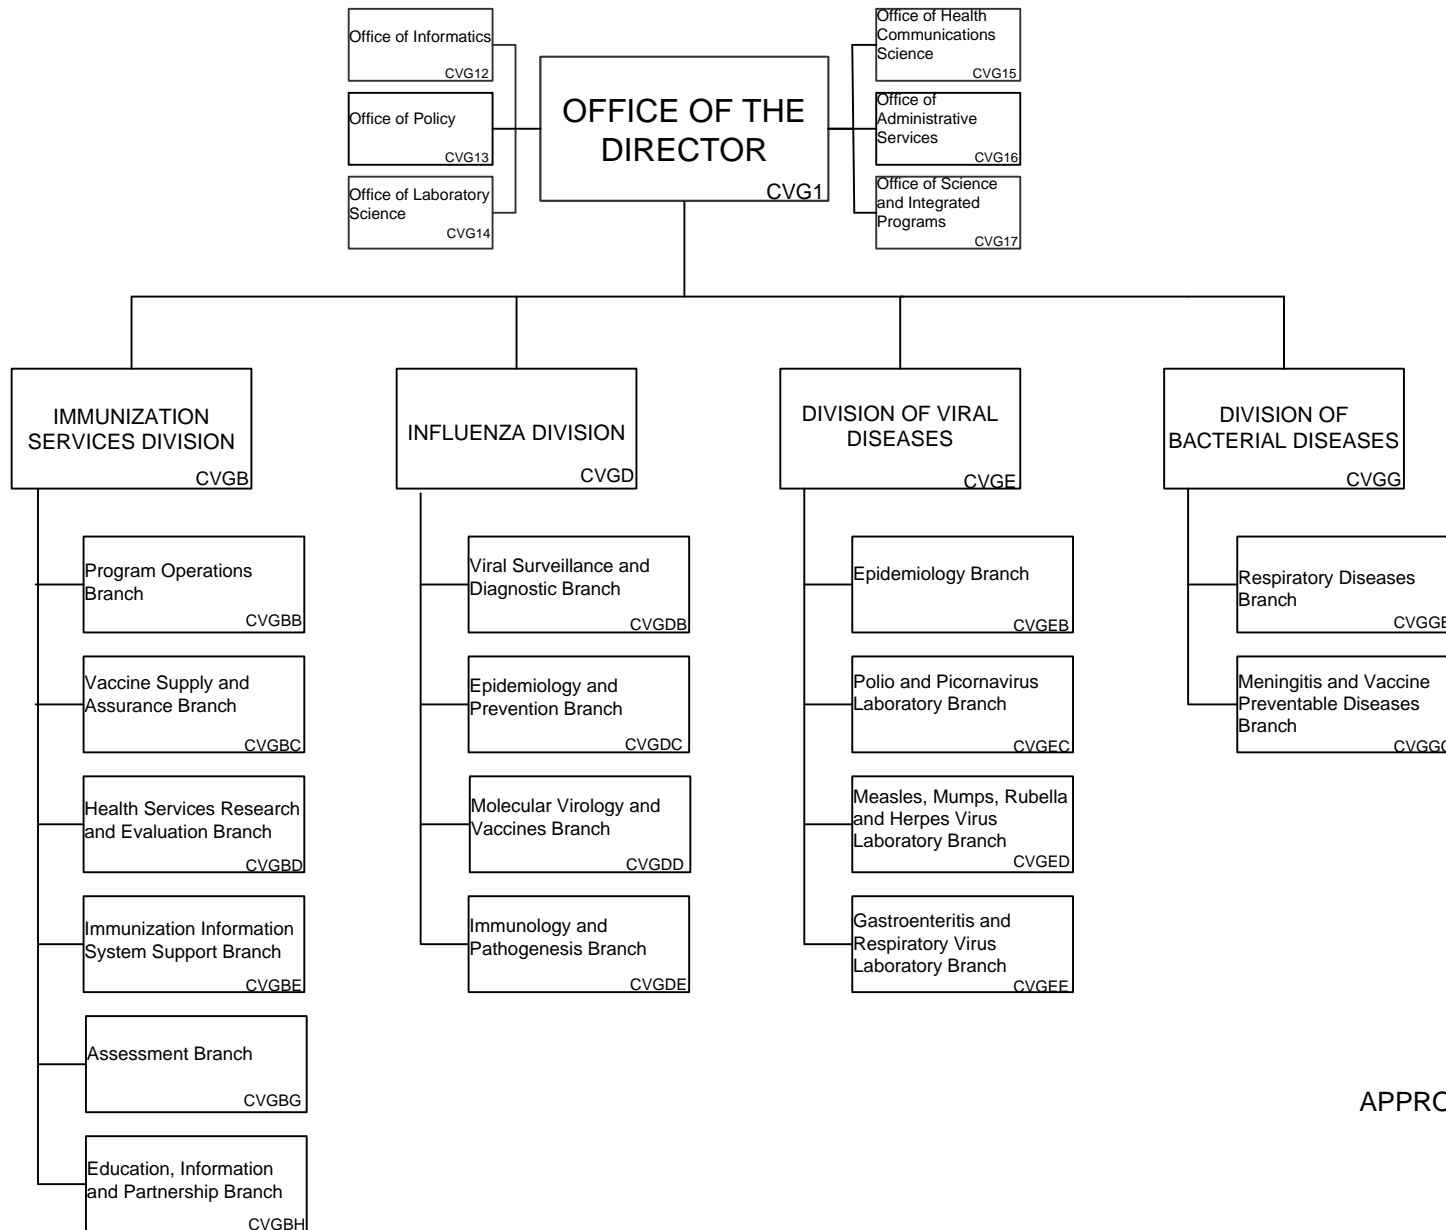 Office of Informatics
CVG12
Office of Policy
CVG13
Office of Laboratory
Science
CVG14
OFFICE OF THE
DIRECTOR
CVG1
Office of Health
Communications
Science
CVG15
Office of
Administrative
Services
CVG16
Office of Science
and Integrated
Programs
CVG17
IMMUNIZATION
SERVICES DIVISION
CVGB
Program Operations
Branch
CVGBB
Vaccine Supply and
Assurance Branch
CVGBC
Health Services Research
and Evaluation Branch
CVGBD
Immunization Information
System Support Branch
CVGBE
Assessment Branch
CVGBG
Education, Information
and Partnership Branch
CVGBH
INFLUENZA DIVISION
CVGD
Viral Surveillance and
Diagnostic Branch
CVGDB
Epidemiology and
Prevention Branch
CVGDC
Molecular Virology and
Vaccines Branch
CVGDD
Immunology and
Pathogenesis Branch
CVGDE
DIVISION OF VIRAL
DISEASES
CVGE
Epidemiology Branch
CVGEB
Polio and Picornavirus
Laboratory Branch
CVGEC
Measles, Mumps, Rubella
and Herpes Virus
Laboratory Branch
CVGED
Gastroenteritis and
Respiratory Virus
Laboratory Branch
CVGEE
DIVISION OF
BACTERIAL DISEASES
CVGG
Respiratory Diseases
Branch
Meningitis and Vaccine
Preventable Diseases
Branch